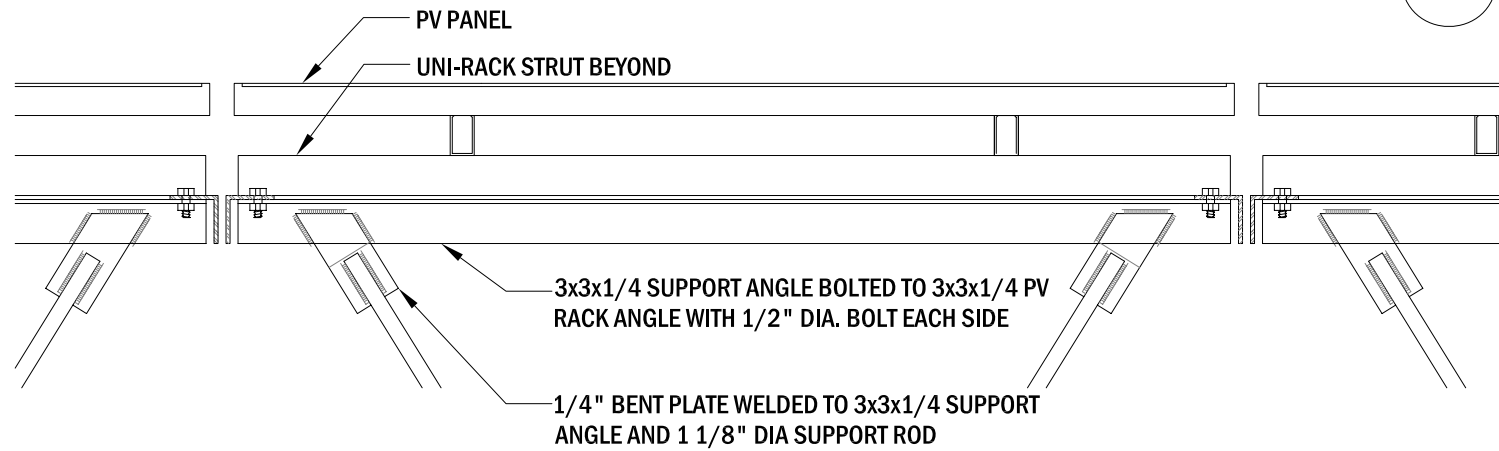 PV PANEL
UNI-RACK STRUT BEYOND
3x3x1/4 SUPPORT ANGLE BOLTED TO 3x3x1/4 PV
RACK ANGLE WITH 1/2" DIA. BOLT EACH SIDE
1/4" BENT PLATE WELDED TO 3x3x1/4 SUPPORT
ANGLE AND 1 1/8" DIA SUPPORT ROD